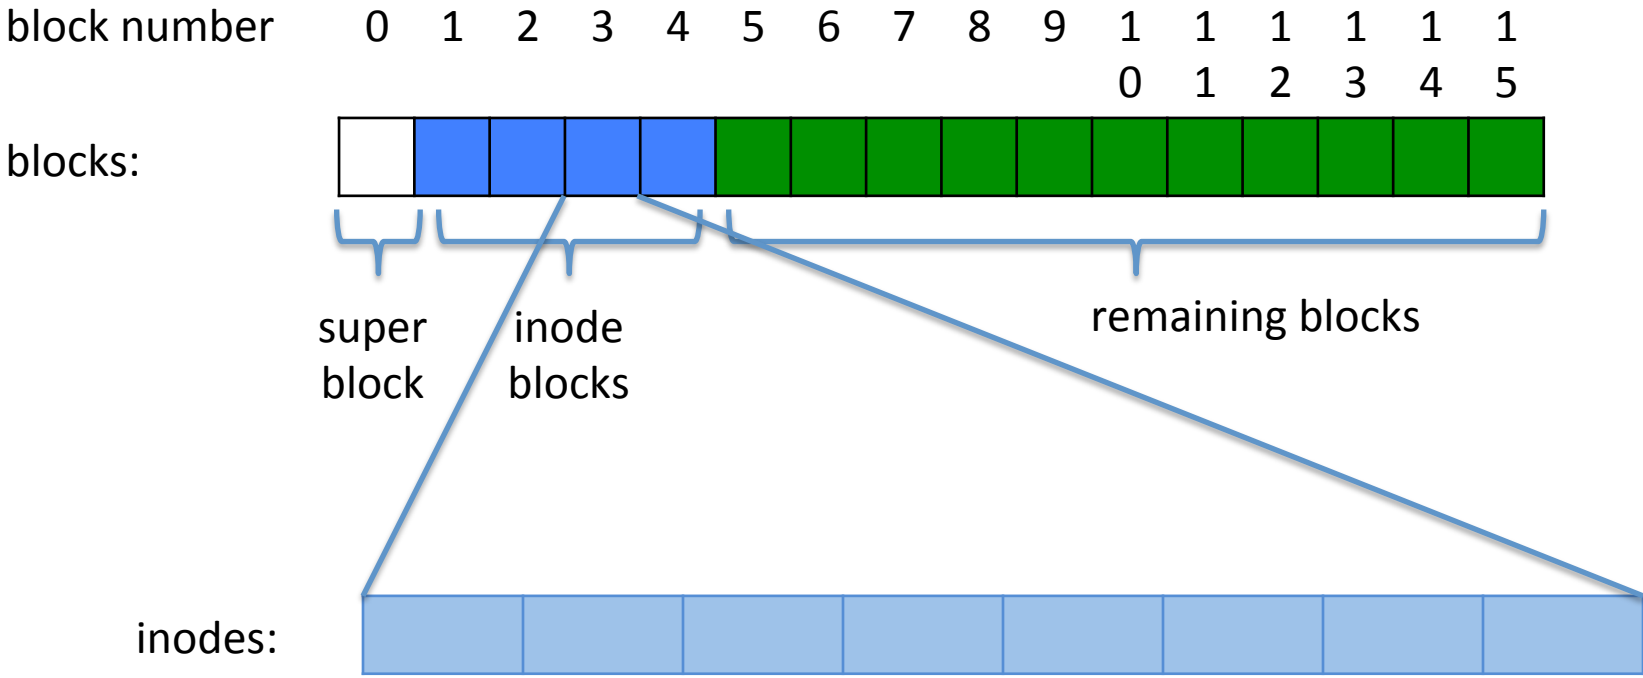 block number 0 1 2 3 4 5 6 7 8 9 1 1 1 1 1 1
0 1 2 3 4 5
blocks:
super
block
inode
blocks
remaining blocks
inodes: